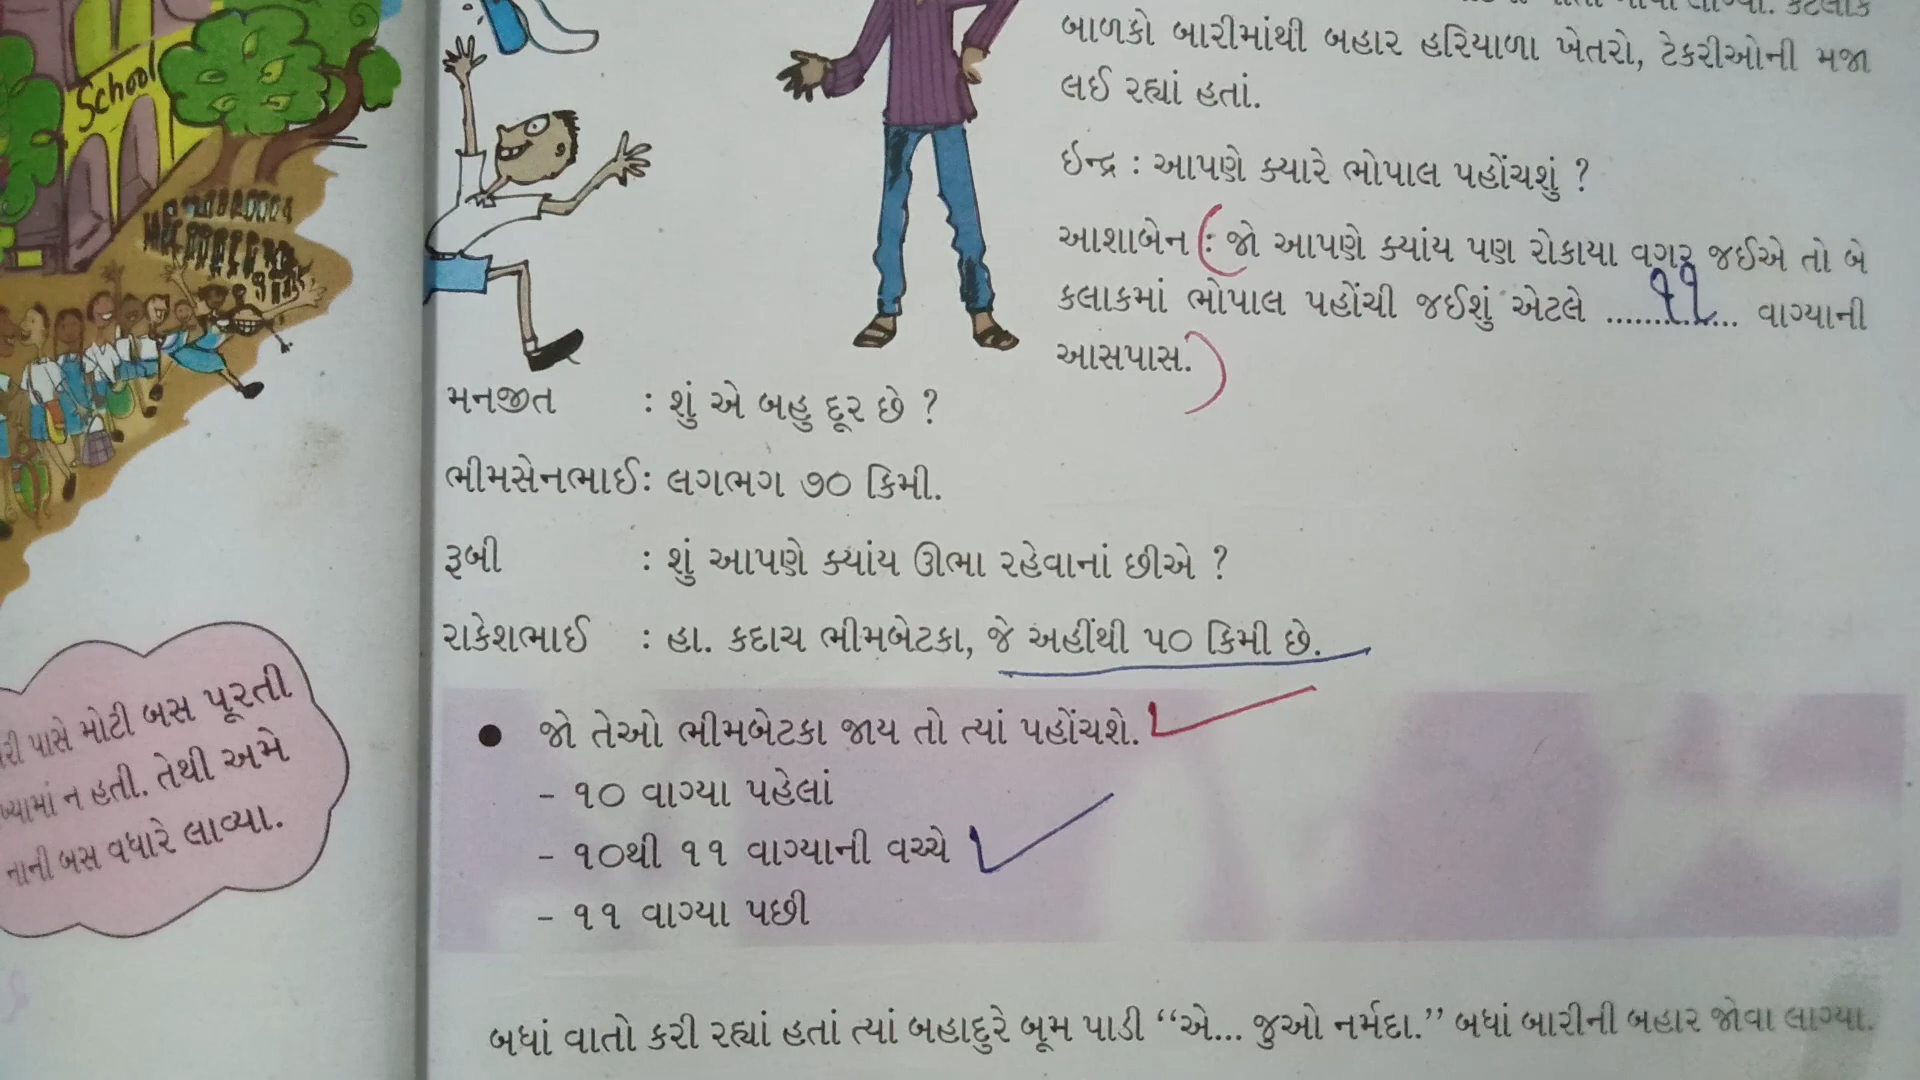 School
બાળકો બારીમાંથી બહાર હરિયાળા ખેતરો, ટેકરીઓની મજા
લઈ રહ્યાં હતાં.
ઇન્દ્ર : આપણે ક્યારે ભોપાલ પહોંચશું ?
આશાબેન : જો આપણે ક્યાંય પણ રોકાયા વગર જઈએ તો બે
કલાકમાં ભોપાલ પહોંચી જઈશું એટલે ....૧૧.... વાગ્યાની
આસપાસ.
મનજીત : શું એ બહુ દૂર છે ?
ભીમસેનભાઈ: લગભગ ૭૦ કિમી.
રૂબી : શું આપણે ક્યાંય ઊભા રહેવાનાં છીએ ?
રાકેશભાઈ : હા. કદાચ ભીમબેટકા, જે અહીંથી ૫૦ કિમી છે.
• જો તેઓ ભીમબેટકા જાય તો ત્યાં પહોંચશે.
- ૧૦ વાગ્યા પહેલાં
- ૧૦થી ૧૧ વાગ્યાની વચ્ચે
- ૧૧ વાગ્યા પછી
બધાં વાતો કરી રહ્યાં હતાં ત્યાં બહાદુરે બૂમ પાડી “એ... જુઓ નર્મદા.” બધાં બારીની બહાર જોવા લાગ્યા.
પાસે મોટી બસ પૂરતી
ન હતી. તેથી અમે
નાની બસ વધારે લાવ્યા.